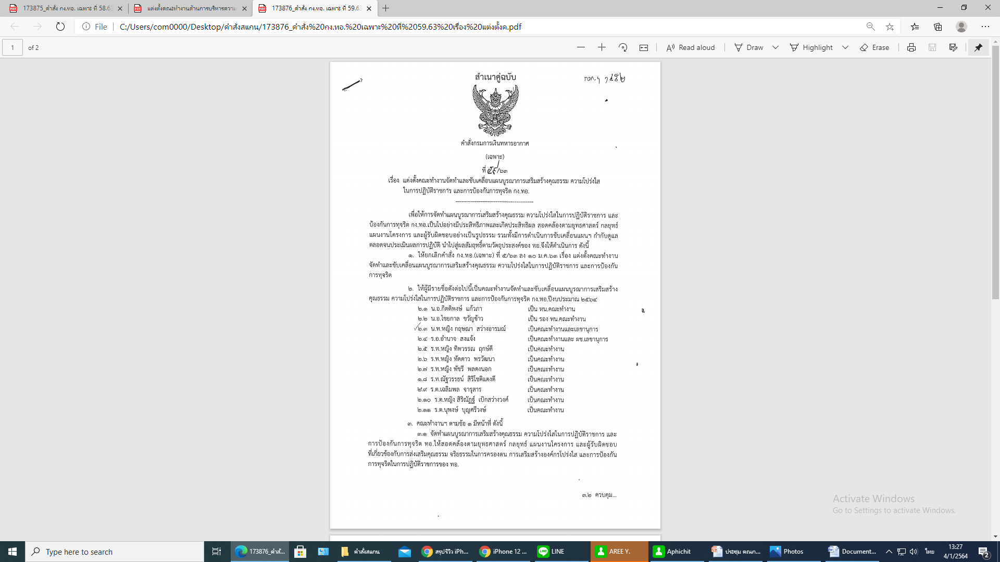 173875_คำสั่ง กง.ทอ. เฉพาะ ที่ 58.63
แต่งตั้งคณะทำงานด้านการบริหารความ
173876_คำสั่ง กง.ทอ. เฉพาะ ที่ 59.63
File
C:/Users/com0000/Desktop/คำสั่งสแกน/173876_คำสั่ง%20กง.ทอ.%20เฉพาะ%20ที่%2059.63%20เรื่อง%20แต่งตั้งค.pdf
1 of 2
Read aloud Draw Highlight Erase
สำเนาคู่ฉบับ
คำสั่งกรมการเงินทหารอากาศ
(เฉพาะ)
ที่ ๕๙/๖๓
เรื่อง แต่งตั้งคณะทำงานจัดทำและขับเคลื่อนแผนบูรณาการเสริมสร้างคุณธรรม ความโปร่งใส
ในการปฏิบัติราชการ และการป้องกันการทุจริต กง.ทอ.
เพื่อให้การจัดทำแผนบูรณาการเสริมสร้างคุณธรรม ความโปร่งใสในการปฏิบัติราชการ และ
ป้องกันการทุจริต กง.ทอ.เป็นไปอย่างมีประสิทธิภาพและเกิดประสิทธิผล สอดคล้องตามยุทธศาสตร์ กลยุทธ์
แผนงานโครงการ และผู้รับผิดชอบอย่างเป็นรูปธรรม รวมทั้งมีการดำเนินการขับเคลื่อนแผนฯ กำกับดูแล
ตลอดจนประเมินผลการปฏิบัติ นำไปสู่ผลสัมฤทธิ์ตามวัตถุประสงค์ของ ทอ.จึงให้ดำเนินการ ดังนี้
๑. ให้ยกเลิกคำสั่ง กง.ทอ.(เฉพาะ) ที่ ๕/๖๓ ลง ๑๐ ม.ค.๖๓ เรื่อง แต่งตั้งคณะทำงาน
จัดทำและขับเคลื่อนแผนบูรณาการเสริมสร้างคุณธรรม ความโปร่งใสในการปฏิบัติราชการ และการป้องกัน
การทุจริต
๒. ให้ผู้มีรายชื่อดังต่อไปนี้เป็นคณะทำงานจัดทำและขับเคลื่อนแผนบูรณาการเสริมสร้าง
คุณธรรม ความโปร่งใสในการปฏิบัติราชการ และการป้องกันการทุจริต กง.ทอ.ปีงบประมาณ ๒๕๖๔
๒.๑ น.อ.กิตติพงษ์ แก้วภา เป็น หน.คณะทำงาน
๒.๒ น.อ.ไชยกาล ขวัญข้าว เป็น รอง หน.คณะทำงาน
๒.๓ น.ท.หญิง กฤษณา สว่างอารมณ์ เป็นคณะทำงานและเลขานุการ
๒.๔ ร.อ.อำนาจ สงแจ้ง เป็นคณะทำงานและ ผช.เลขานุการ
๒.๕ ร.ท.หญิง ทิพวรรณ ฤกษ์ดี เป็นคณะทำงาน
๒.๖ ร.ท.หญิง ทัดดาว พรวัฒนา เป็นคณะทำงาน
๒.๗ ร.ท.หญิง พัชรี พลดงนอก เป็นคณะทำงาน
๑.๘ ร.ท.ณัฐวรรธน์ สิริโชติแตงดี เป็นคณะทำงาน
๒.๙ ร.ต.เฉลิมพล จารุสาร เป็นคณะทำงาน
๒.๑๐ ร.ต.หญิง สิริณัฏฐ์ เบิกสว่างวงศ์ เป็นคณะทำงาน
๒.๑๑ ร.ต.นุพงษ์ บุญศรีวงษ์ เป็นคณะทำงาน
๓. คณะทำงานฯ ตามข้อ ๑ มีหน้าที่ ดังนี้
๓.๑ จัดทำแผนบูรณาการเสริมสร้างคุณธรรม ความโปร่งใสในการปฏิบัติราชการ และ
การป้องกันการทุจริต ทอ.ให้สอดคล้องตามยุทธศาสตร์ กลยุทธ์ แผนงานโครงการ และผู้รับผิดชอบ
ที่เกี่ยวข้องกับการส่งเสริมคุณธรรม จริยธรรมในการครองตน การเสริมสร้างองค์กรโปร่งใส และการป้องกัน
การทุจริตในการปฏิบัติราชการของ ทอ.
๓.๒ ควบคุม...
Activate Windows
Go to Settings to activate Windows.
Type here to search
173876_คำสั่...
คำสั่งสแกน
สรุปรีวิว iPh...
iPhone 12 ...
LINE
AREE Y.
Aphichit
ประชุม คณก...
Photos
Document...
ไทย
13:27
4/1/2564
2